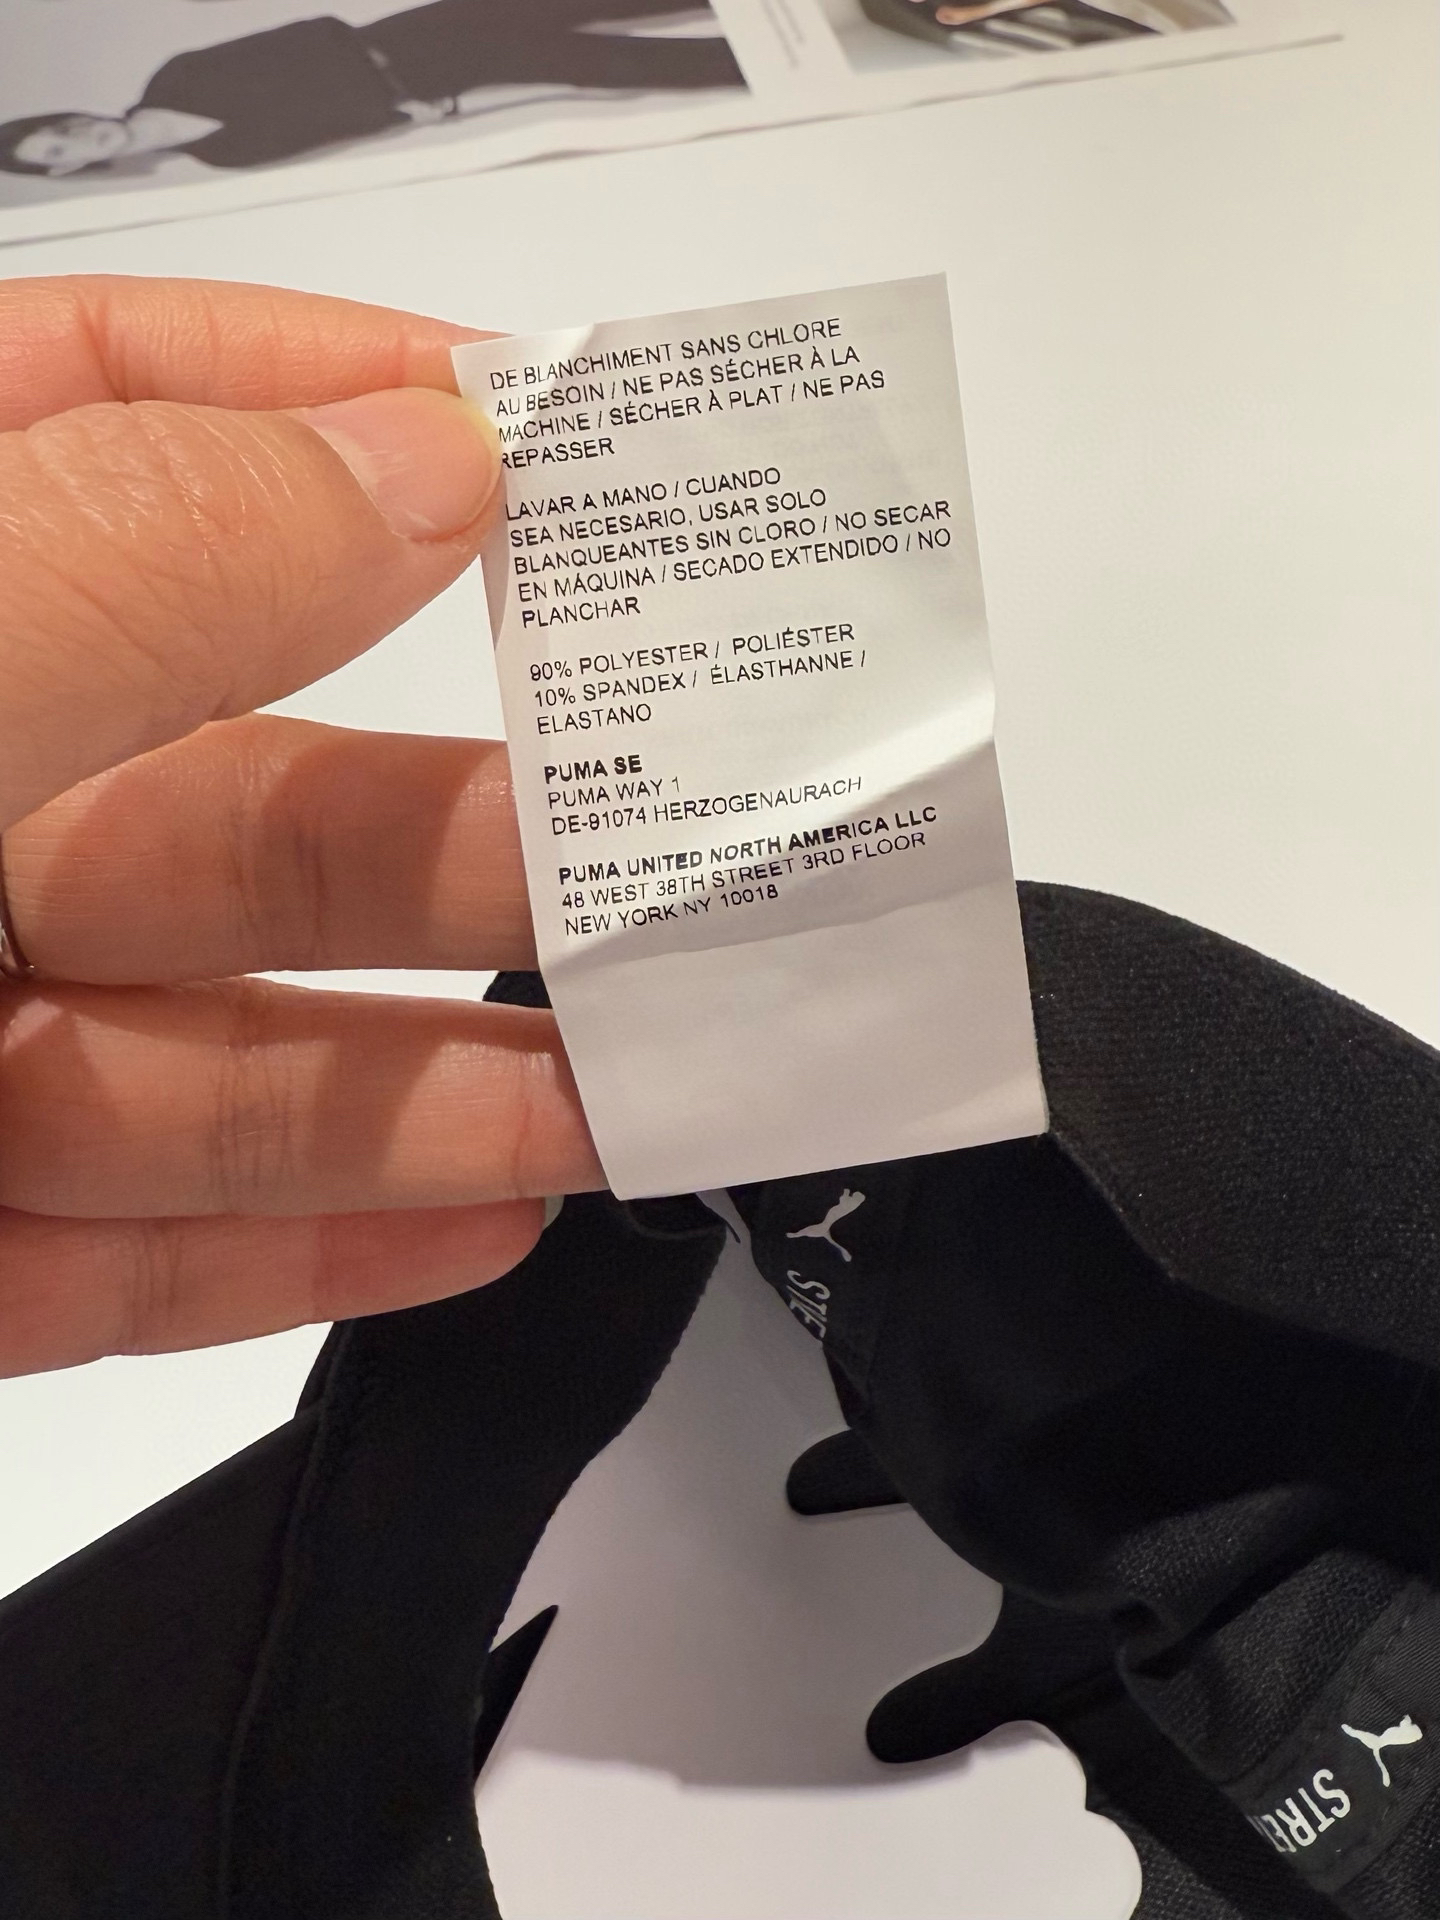 DE BLANCHIMENT SANS CHLORE
AU BESOIN / NE PAS SÉCHER À LA
MACHINE / SÉCHER À PLAT / NE PAS
REPASSER
LAVAR A MANO / CUANDO
SEA NECESARIO, USAR SOLO
BLANQUEANTES SIN CLORO / NO SECAR
EN MÁQUINA / SECADO EXTENDIDO / NO
PLANCHAR
90% POLYESTER / POLIÉSTER
10% SPANDEX / ÉLASTHANNE /
ELASTANO
PUMA SE
PUMA WAY 1
DE-91074 HERZOGENAURACH
PUMA UNITED NORTH AMERICA LLC
48 WEST 38TH STREET 3RD FLOOR
NEW YORK NY 10018